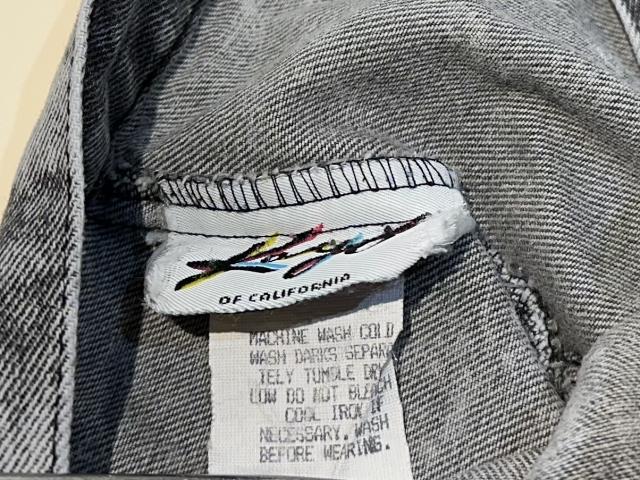 OF CALIFORNIA
MACHINE WASH COLD
WASH DARKS SEPARA
TELY TUMBLE DRY
LOW DO NOT BLEACH
COOL IRON IF
NECESSARY. WASH
BEFORE WEARING.